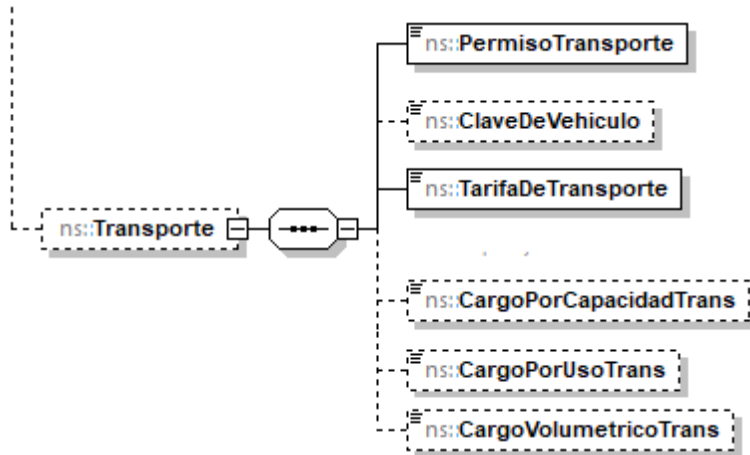 ns::PermisoTransporte
ns::ClaveDeVehiculo
ns::TarifaDeTransporte
ns::Transporte
ns::CargoPorCapacidadTrans
ns::CargoPorUsoTrans
ns::CargoVolumetricoTrans